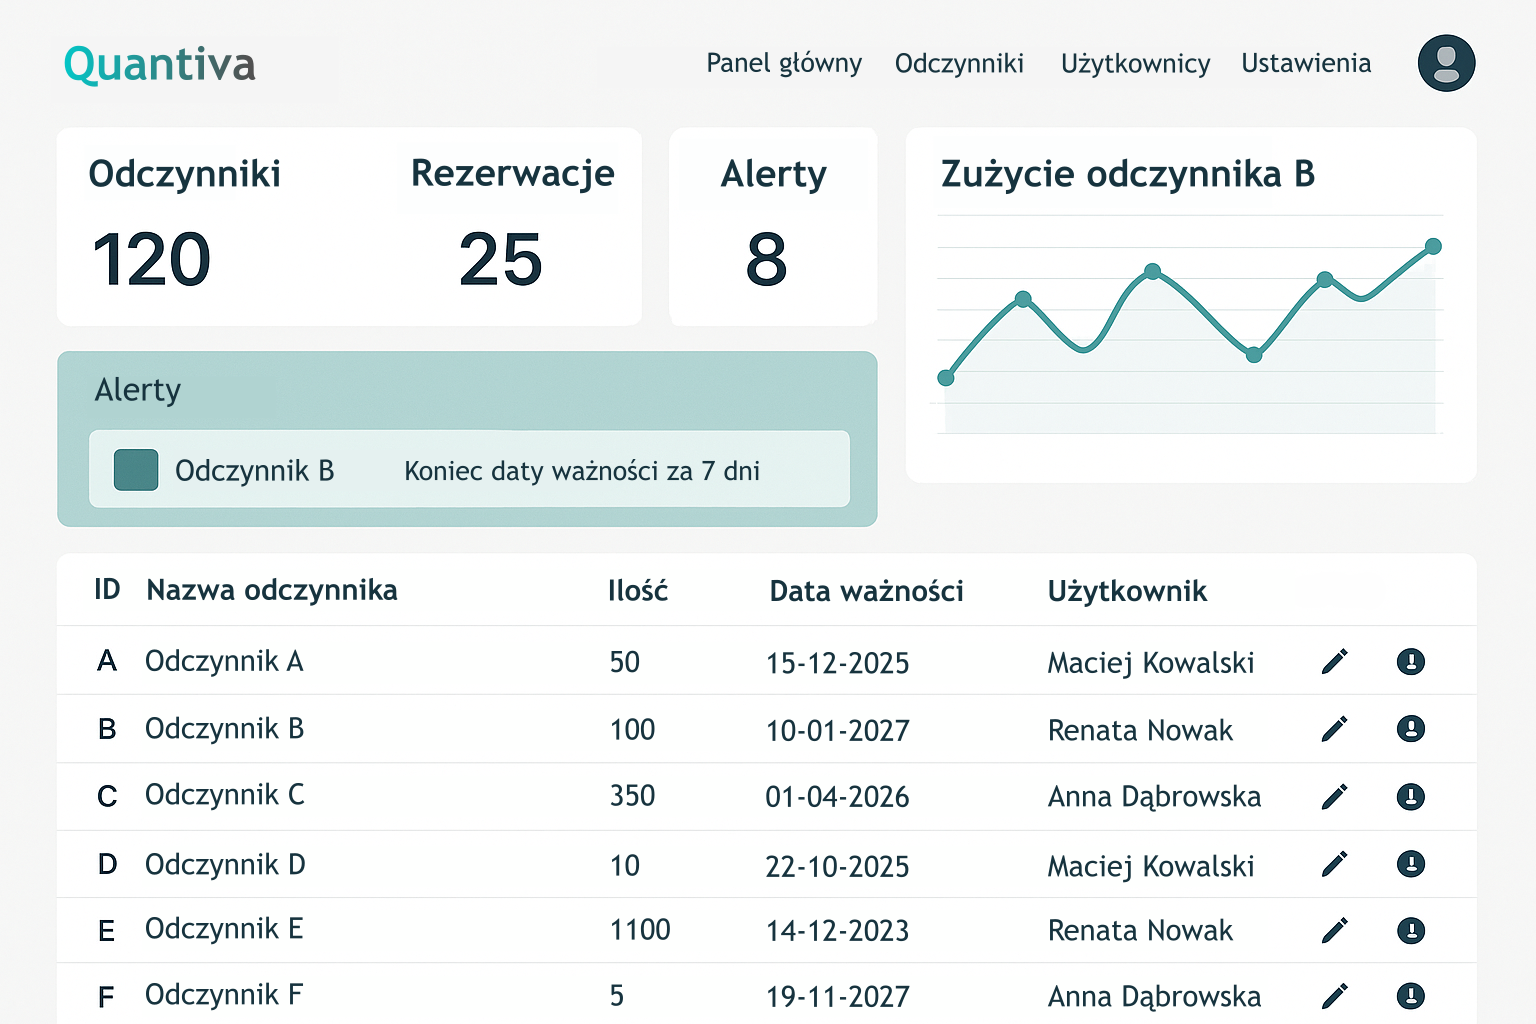 Quantiva
Panel główny Odczynniki Użytkownicy Ustawienia
Odczynniki Rezerwacje
120 25
Alerty
8
Zużycie odczynnika B
Alerty
Odczynnik B Koniec daty ważności za 7 dni
ID Nazwa odczynnika Ilość Data ważności Użytkownik
A Odczynnik A 50 15-12-2025 Maciej Kowalski
B Odczynnik B 100 10-01-2027 Renata Nowak
C Odczynnik C 350 01-04-2026 Anna Dąbrowska
D Odczynnik D 10 22-10-2025 Maciej Kowalski
E Odczynnik E 1100 14-12-2023 Renata Nowak
F Odczynnik F 5 19-11-2027 Anna Dąbrowska